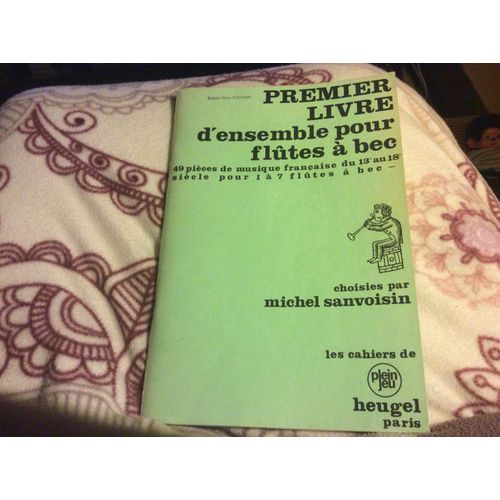 PREMIER
LIVRE
d'ensemble pour
flûtes à bec
49 pièces de musique française du 13e au 18e
siècle pour 1 à 7 flûtes à bec –
choisies par
michel sanvoisin
les cahiers de
plein
jeu
heugel
paris